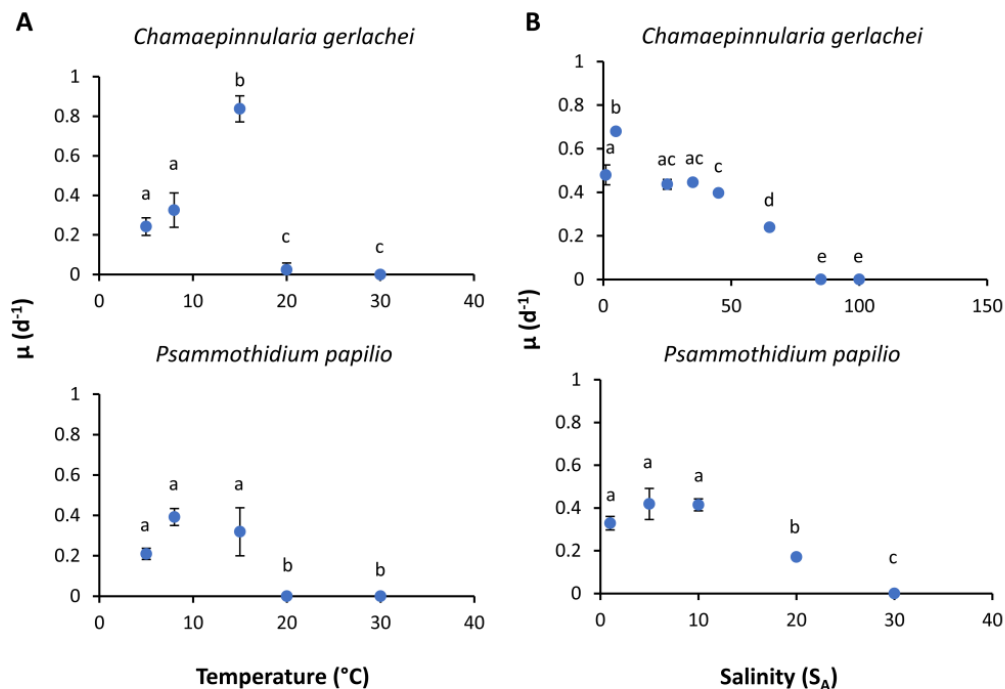 A
Chamaepinnularia gerlachei
1
0.8
0.6
0.4
0.2
0
0
10
20
30
40
a
a
b
c
c
μ (d⁻¹)
Psammothidium papilio
1
0.8
0.6
0.4
0.2
0
0
10
20
30
40
a
a
a
b
b
Temperature (°C)
B
Chamaepinnularia gerlachei
1
0.8
0.6
0.4
0.2
0
0
50
100
150
a
b
ac
ac
c
d
e
e
μ (d⁻¹)
Psammothidium papilio
1
0.8
0.6
0.4
0.2
0
0
10
20
30
40
a
a
a
b
c
Salinity (S_A)